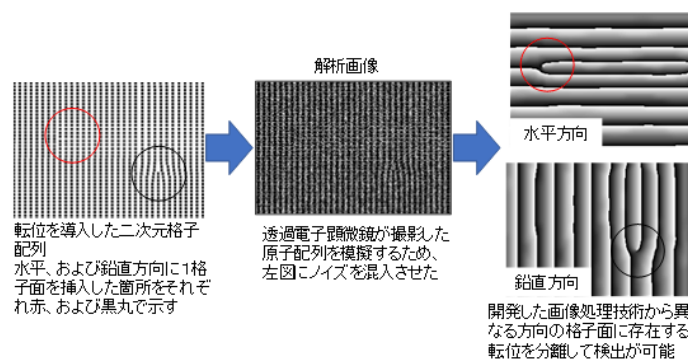 解析画像
転位を導入した二次元格子
配列
水平、および鉛直方向に1格
子面を挿入した箇所をそれぞ
れ赤、および黒丸で示す
透過電子顕微鏡が撮影した
原子配列を模擬するため、
左図にノイズを混入させた
水平方向
鉛直方向
開発した画像処理技術から異
なる方向の格子面に存在する
転位を分離して検出が可能